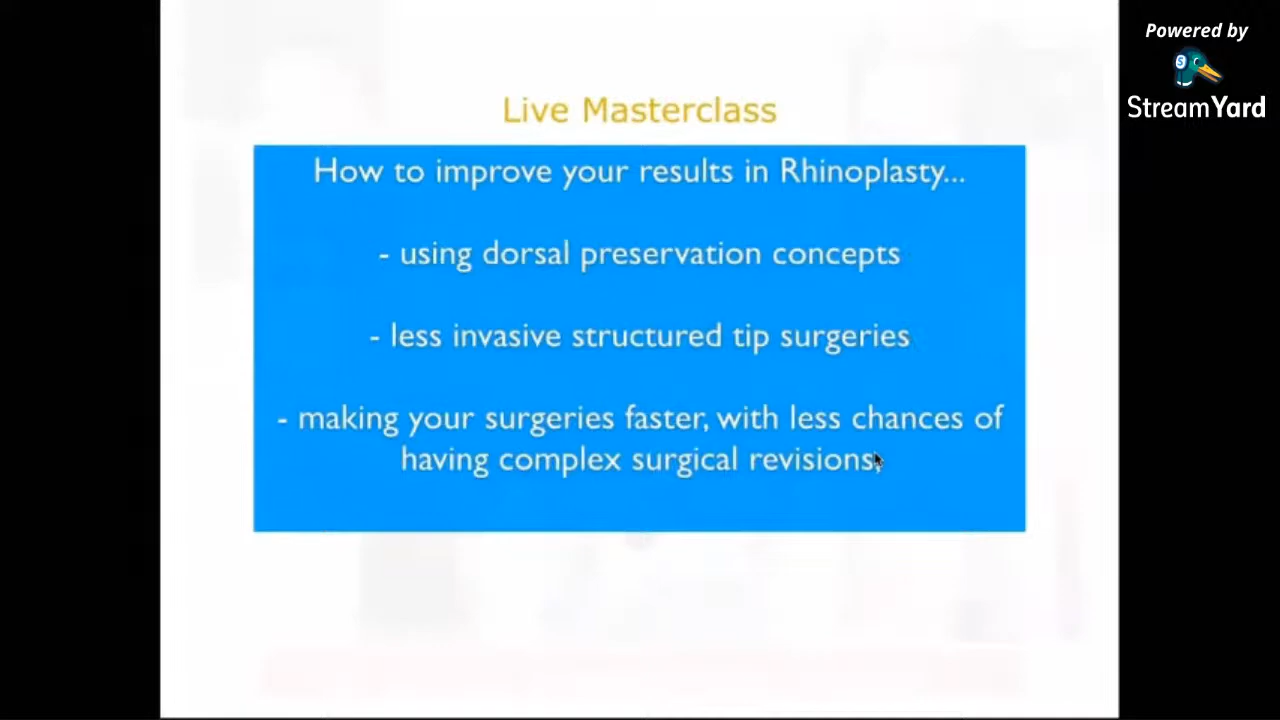 Powered by
StreamYard
Live Masterclass
How to improve your results in Rhinoplasty...
- using dorsal preservation concepts
- less invasive structured tip surgeries
- making your surgeries faster, with less chances of
having complex surgical revisions,